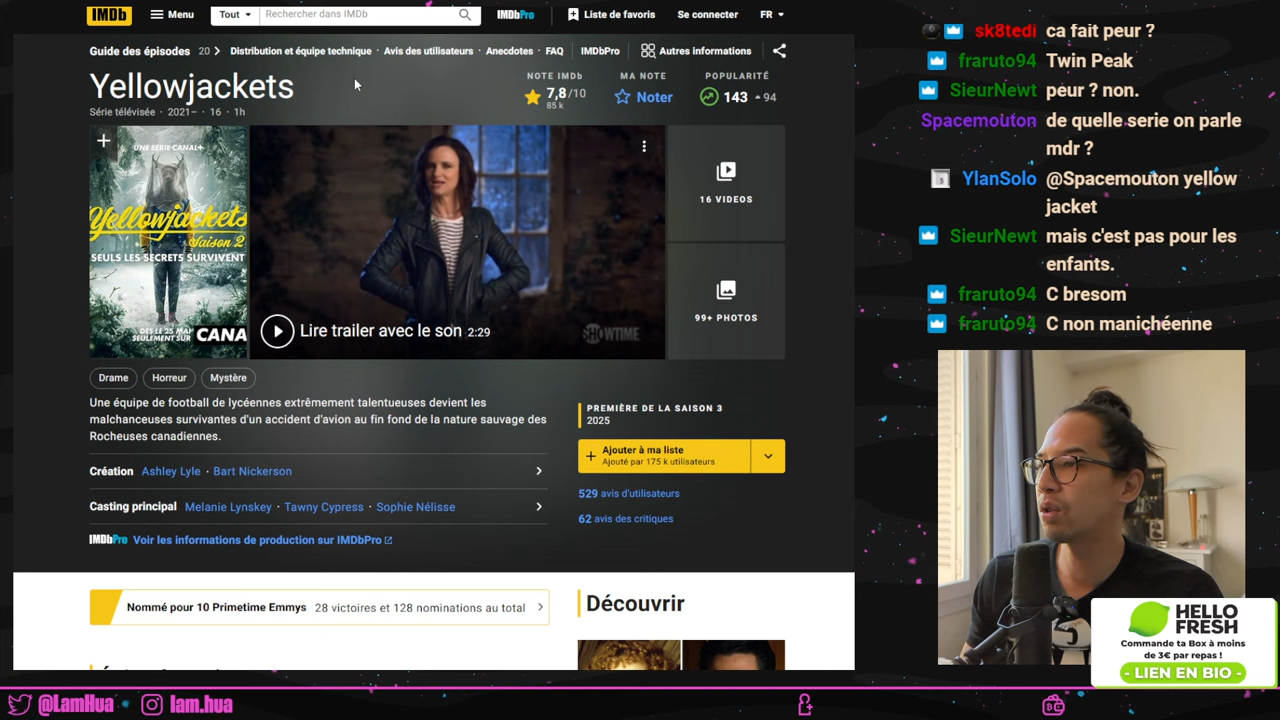 IMDb
Menu
Tout
Rechercher dans IMDb
IMDbPro
Liste de favoris
Se connecter
FR
Guide des épisodes 20
Distribution et équipe technique · Avis des utilisateurs · Anecdotes · FAQ
IMDbPro
Autres informations
Yellowjackets
Série télévisée · 2021– · 16 · 1h
NOTE IMDb
7,8/10
85 k
MA NOTE
Noter
POPULARITÉ
143
94
UNE SÉRIE CANAL+
Yellowjackets
Saison 2
SEULS LES SECRETS SURVIVENT
DÈS LE 25 MAI
SEULEMENT SUR CANA
Lire trailer avec le son 2:29
SHOWTIME
16 VIDEOS
99+ PHOTOS
Drame
Horreur
Mystère
Une équipe de football de lycéennes extrêmement talentueuses devient les
malchanceuses survivantes d'un accident d'avion au fin fond de la nature sauvage des
Rocheuses canadiennes.
Création Ashley Lyle · Bart Nickerson
Casting principal Melanie Lynskey · Tawny Cypress · Sophie Nélisse
IMDbPro Voir les informations de production sur IMDbPro
PREMIÈRE DE LA SAISON 3
2025
+ Ajouter à ma liste
Ajouté par 175 k utilisateurs
529 avis d'utilisateurs
62 avis des critiques
Nommé pour 10 Primetime Emmys 28 victoires et 128 nominations au total
Découvrir
sk8tedi ca fait peur ?
fraruto94 Twin Peak
SieurNewt peur ? non.
Spacemouton de quelle serie on parle
mdr ?
YlanSolo @Spacemouton yellow
jacket
SieurNewt mais c'est pas pour les
enfants.
fraruto94 C bresom
fraruto94 C non manichéenne
HELLO
FRESH
Commande ta Box à moins
de 3€ par repas !
- LIEN EN BIO -
@LamHua
lam.hua